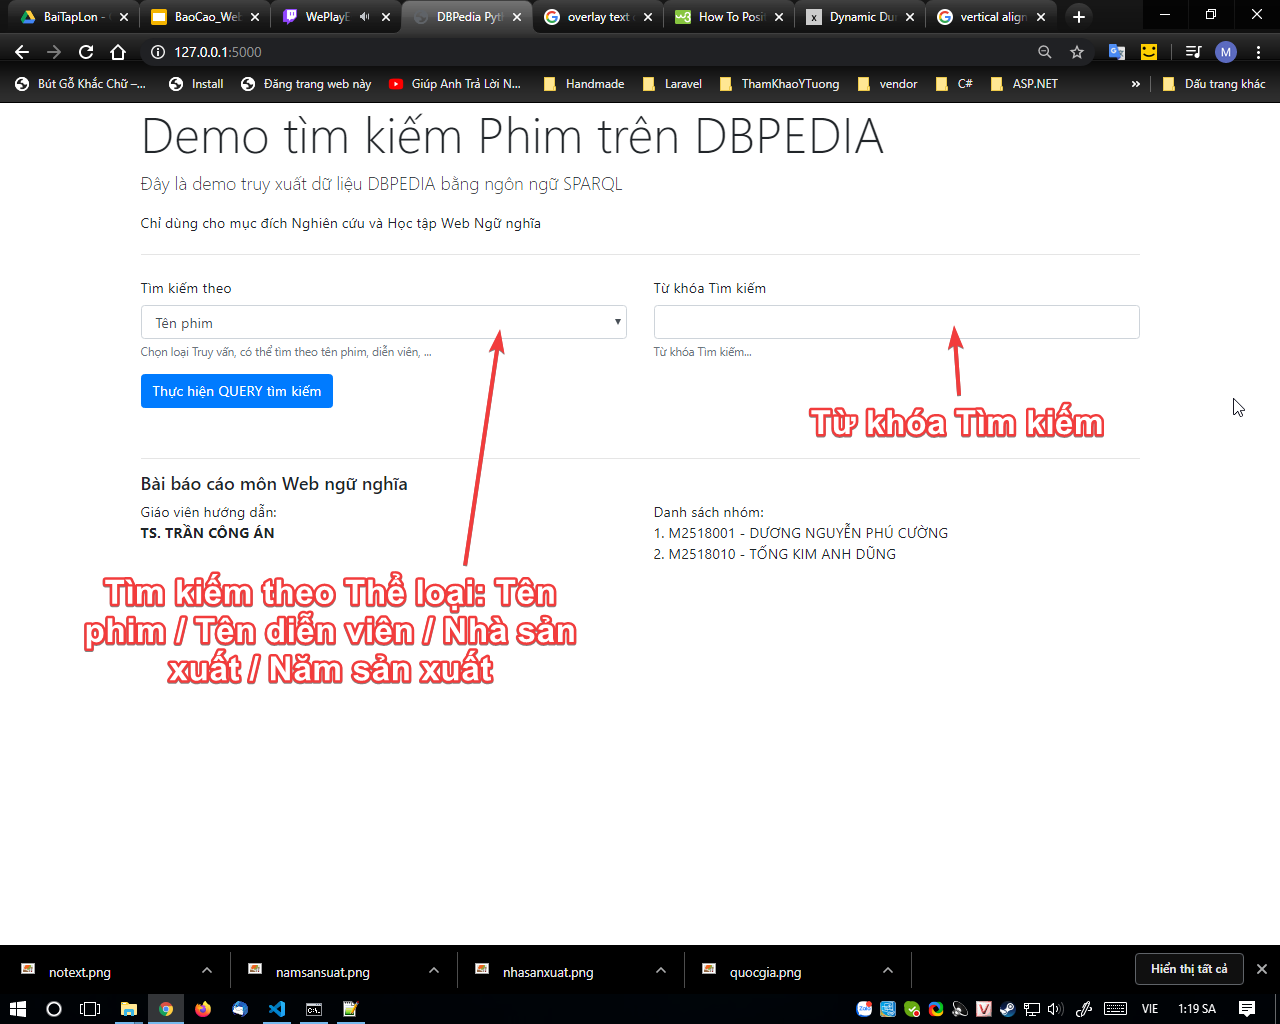 BaiTapLon -
BaoCao_Web
WePlayE
DBPedia Pyt
overlay text
How To Posit
Dynamic Du
vertical align
127.0.0.1:5000
M
Bút Gỗ Khắc Chữ –...
Install
Đăng trang web này
Giúp Anh Trả Lời N...
Handmade
Laravel
ThamKhaoYTuong
vendor
C#
ASP.NET
»
Dấu trang khác
Demo tìm kiếm Phim trên DBPEDIA
Đây là demo truy xuất dữ liệu DBPEDIA bằng ngôn ngữ SPARQL
Chỉ dùng cho mục đích Nghiên cứu và Học tập Web Ngữ nghĩa
Tìm kiếm theo
Từ khóa Tìm kiếm
Tên phim
Chọn loại Truy vấn, có thể tìm theo tên phim, diễn viên, ...
Từ khóa Tìm kiếm...
Thực hiện QUERY tìm kiếm
Từ khóa Tìm kiếm
Bài báo cáo môn Web ngữ nghĩa
Giáo viên hướng dẫn:
TS. TRẦN CÔNG ÁN
Danh sách nhóm:
1. M2518001 - DƯƠNG NGUYỄN PHÚ CƯỜNG
2. M2518010 - TỐNG KIM ANH DŨNG
Tìm kiếm theo Thể loại: Tên
phim / Tên diễn viên / Nhà sản
xuất / Năm sản xuất
notext.png
namsansuat.png
nhasanxuat.png
quocgia.png
Hiển thị tất cả
VIE
1:19 SA